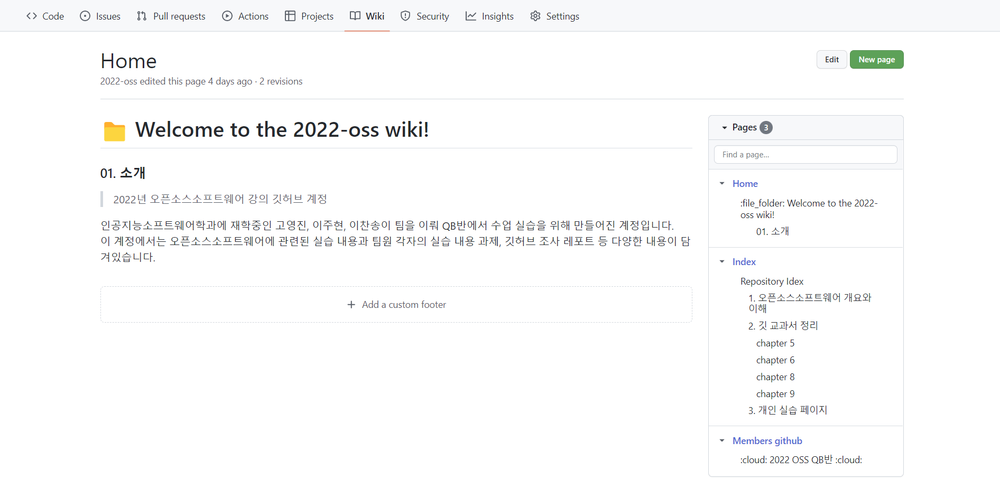 Code Issues Pull requests Actions Projects Wiki Security Insights Settings
Home
Edit New page
2022-oss edited this page 4 days ago · 2 revisions
Welcome to the 2022-oss wiki!
01. 소개
2022년 오픈소스소프트웨어 강의 깃허브 계정
인공지능소프트웨어학과에 재학중인 고영진, 이주현, 이찬송이 팀을 이뤄 QB반에서 수업 실습을 위해 만들어진 계정입니다.
이 계정에서는 오픈소스소프트웨어에 관련된 실습 내용과 팀원 각자의 실습 내용 과제, 깃허브 조사 레포트 등 다양한 내용이 담
겨있습니다.
Add a custom footer
Pages 3
Find a page...
Home
:file_folder: Welcome to the 2022-
oss wiki!
01. 소개
Index
Repository Idex
1. 오픈소스소프트웨어 개요와
이해
2. 깃 교과서 정리
chapter 5
chapter 6
chapter 8
chapter 9
3. 개인 실습 페이지
Members github
:cloud: 2022 OSS QB반 :cloud: